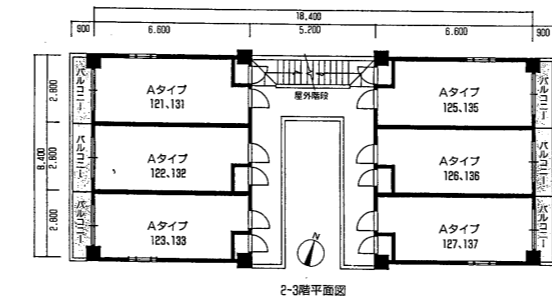 18.400
900 6.600 5.200 6.600 900
バルコニー Aタイプ 121、131
屋外階段
Aタイプ 125、135 バルコニー
2.800
バルコニー Aタイプ 122、132
Aタイプ 126、136 バルコニー
8.400 2.800
バルコニー Aタイプ 123、133
Aタイプ 127、137 バルコニー
2.800
N
2-3階平面図